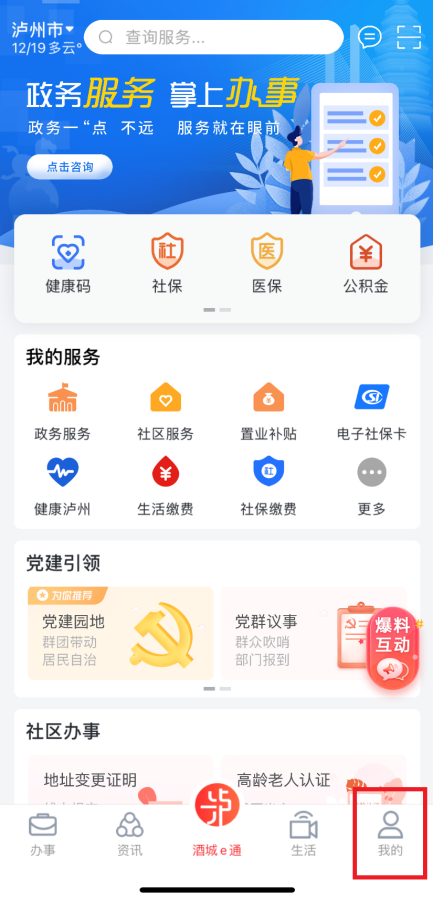 泸州市
12/19 多云°
查询服务...
政务服务 掌上办事
政务一“点 不远 服务就在眼前
点击咨询
社
医
健康码 社保 医保 公积金
我的服务
政务服务 社区服务 置业补贴 电子社保卡
社
健康泸州 生活缴费 社保缴费 更多
党建引领
为你推荐
党建园地 党群议事
群团带动 群众吹哨
居民自治 部门报到
爆料
互动
社区办事
地址变更证明 高龄老人认证
办事 资讯 酒城e通 生活 我的